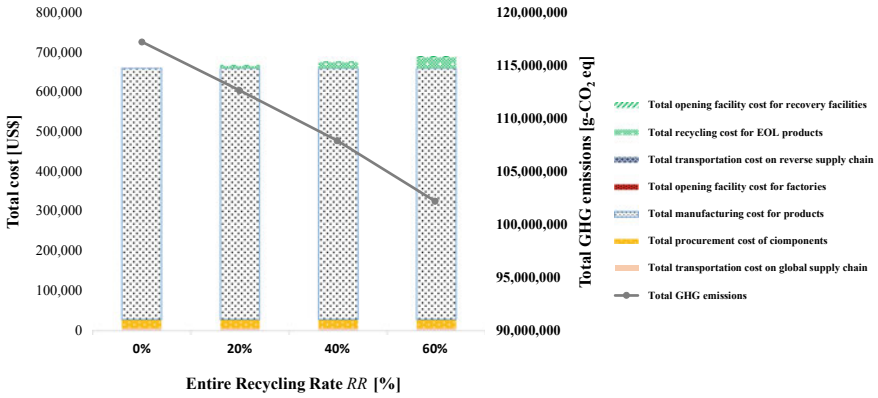 800,000
700,000
600,000
500,000
400,000
300,000
200,000
100,000
0
Total cost [US$]
0%
20%
40%
60%
Entire Recycling Rate RR [%]
120,000,000
115,000,000
110,000,000
105,000,000
100,000,000
95,000,000
90,000,000
Total GHG emissions [g-CO₂ eq]
Total opening facility cost for recovery facilities
Total recycling cost for EOL products
Total transportation cost on reverse supply chain
Total opening facility cost for factories
Total manufacturing cost for products
Total procurement cost of ciomponents
Total transportation cost on global supply chain
Total GHG emissions